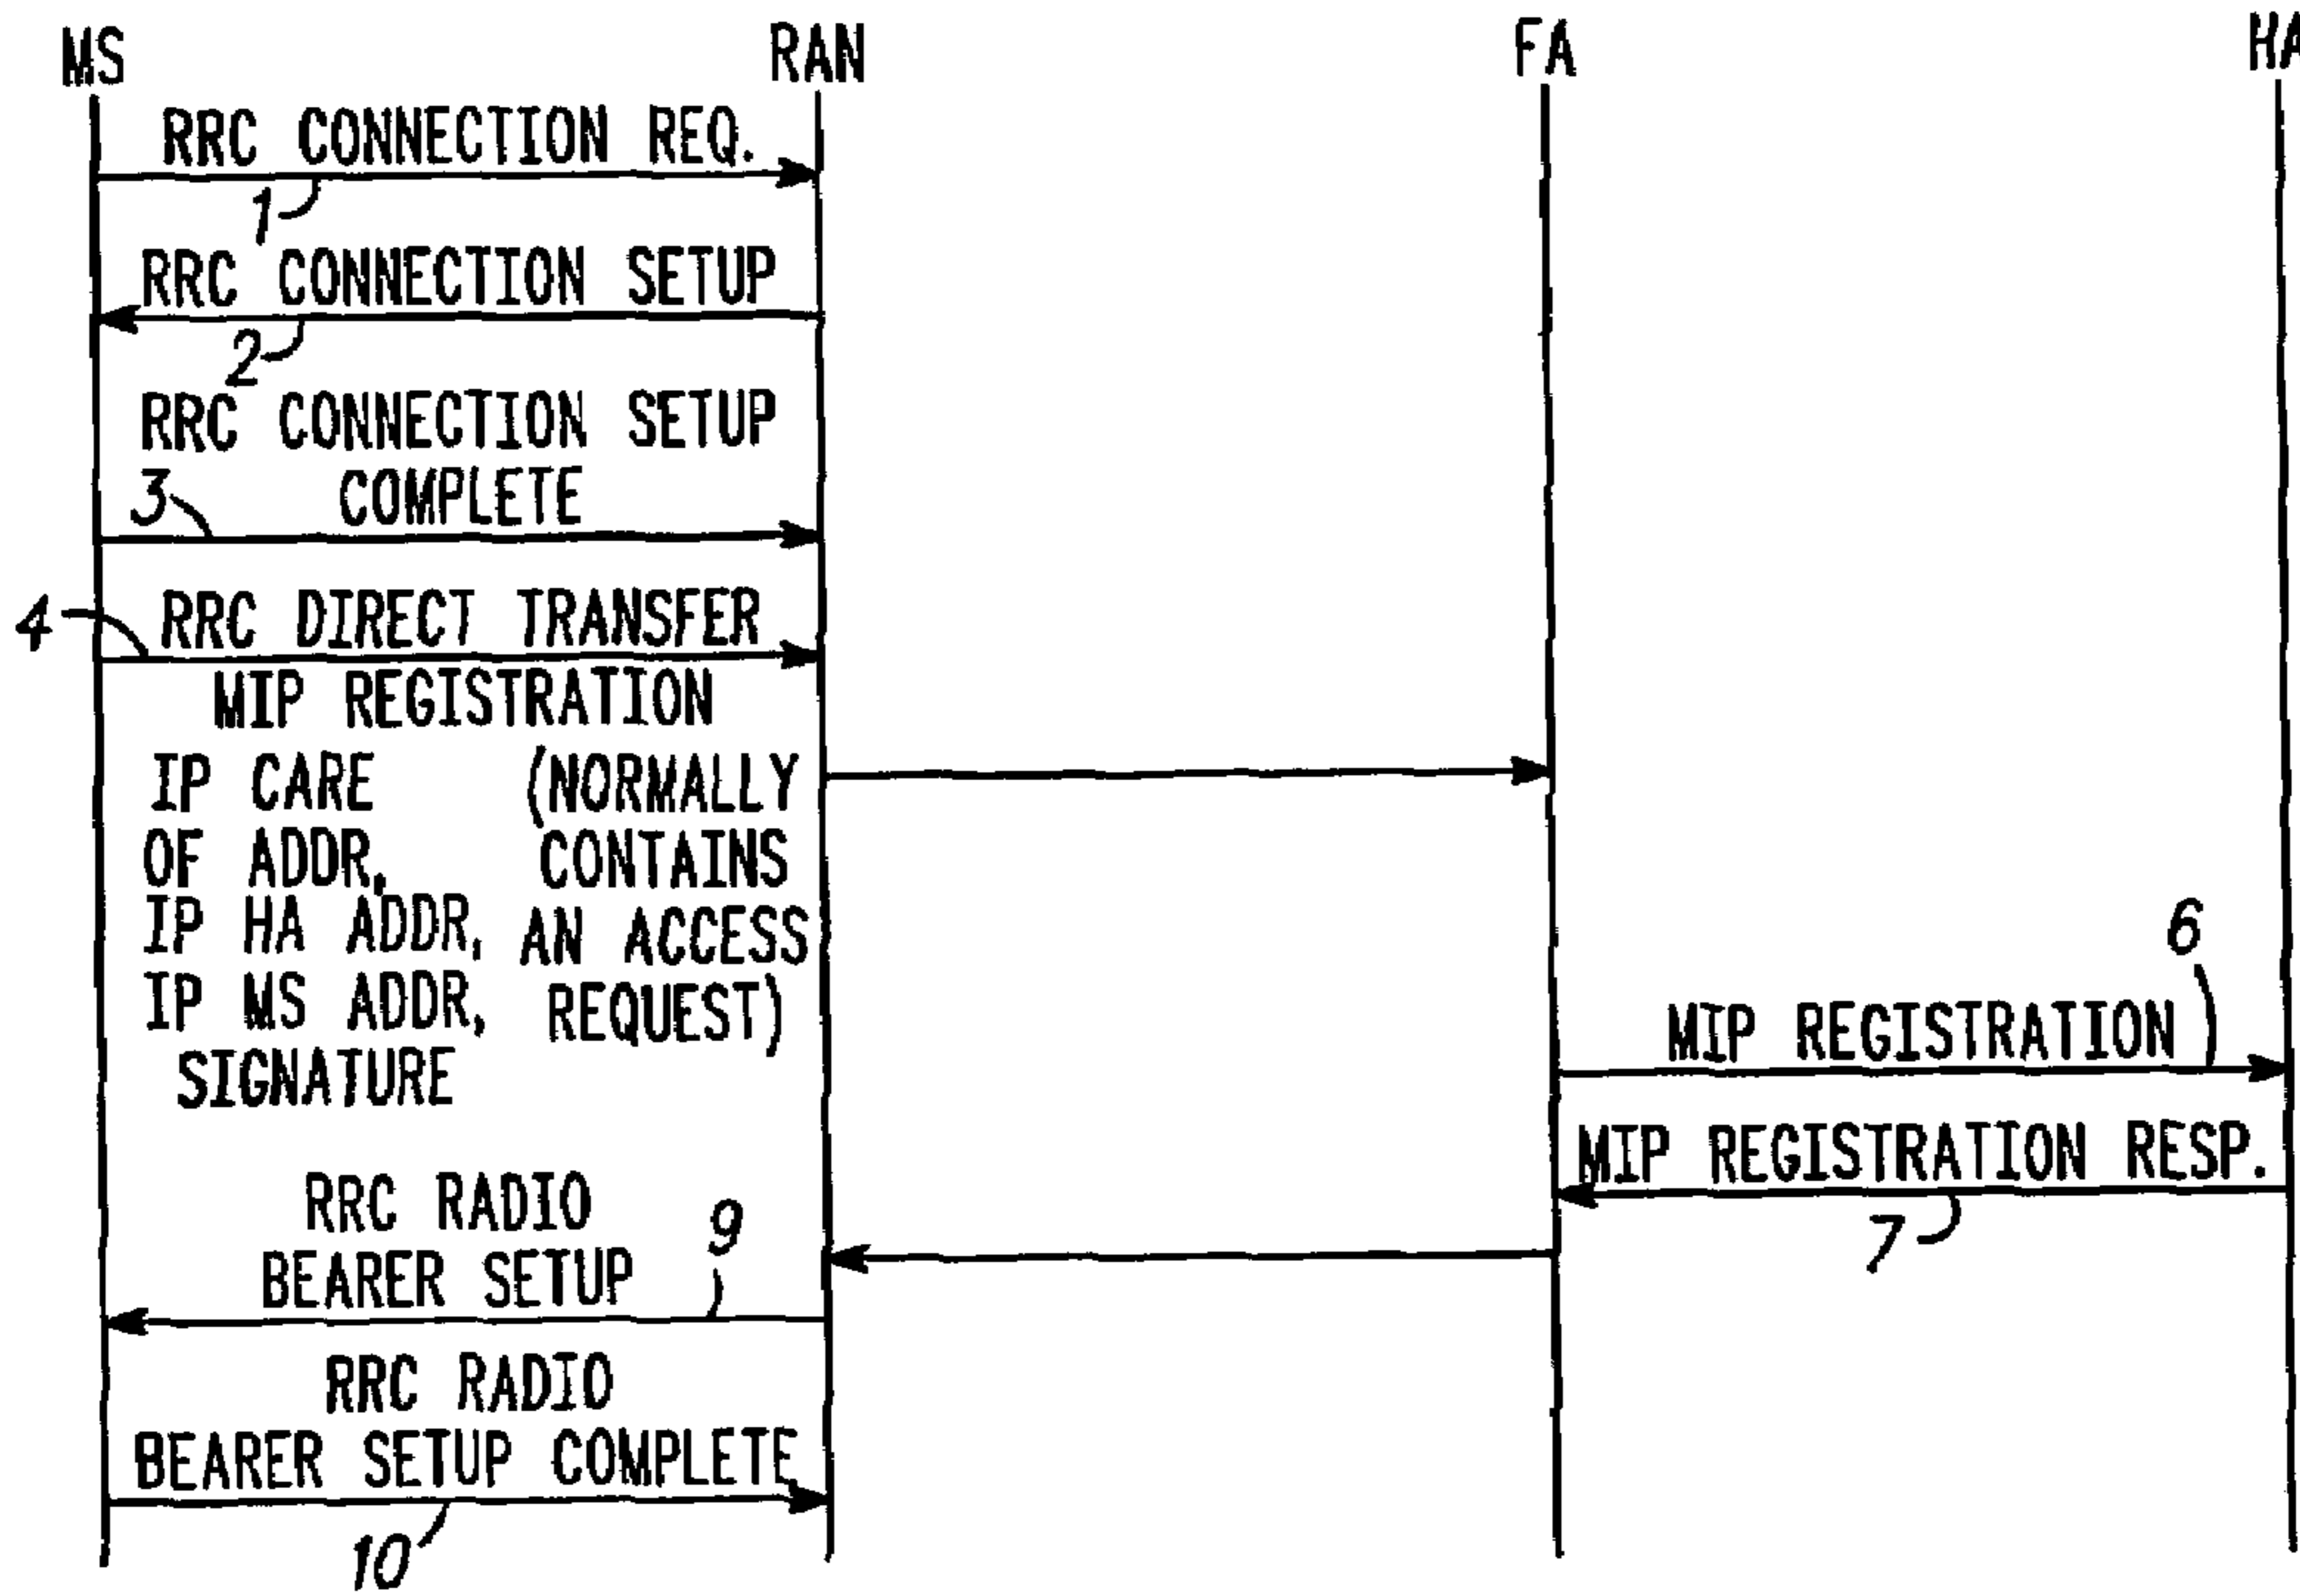 MS RAN FA HA
RRC CONNECTION REQ.
1
RRC CONNECTION SETUP
2
RRC CONNECTION SETUP
COMPLETE
3
4
RRC DIRECT TRANSFER
MIP REGISTRATION
IP CARE
OF ADDR,
IP HA ADDR,
IP MS ADDR,
SIGNATURE
(NORMALLY
CONTAINS
AN ACCESS
REQUEST)
6
MIP REGISTRATION
MIP REGISTRATION RESP.
7
RRC RADIO
BEARER SETUP
9
RRC RADIO
BEARER SETUP COMPLETE
10